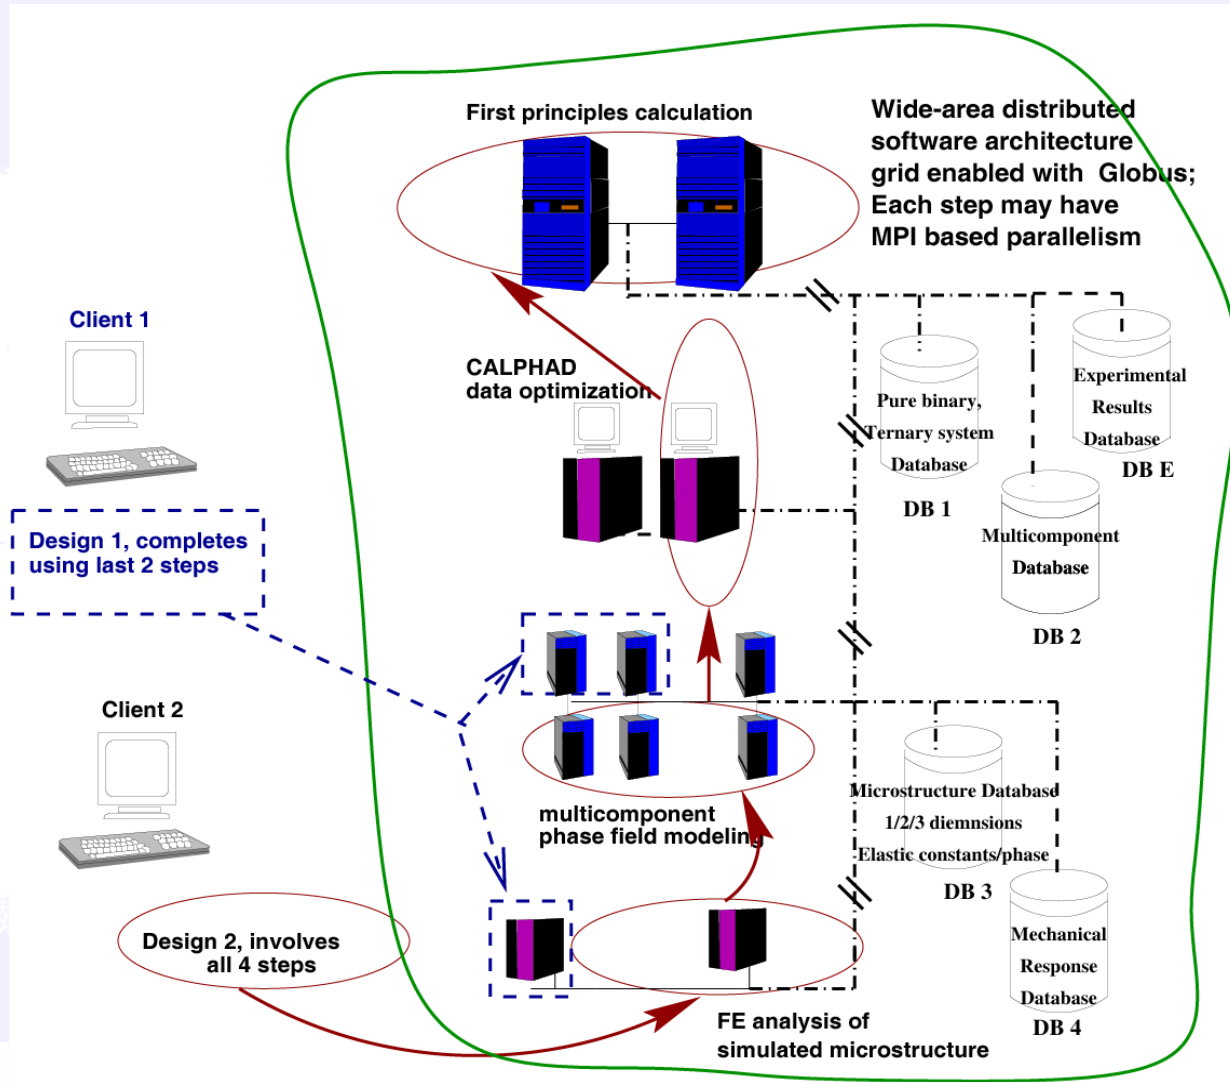 First principles calculation
Wide-area distributed
software architecture
grid enabled with Globus;
Each step may have
MPI based parallelism
Client 1
CALPHAD
data optimization
Pure binary,
Ternary system
Database
DB 1
Experimental
Results
Database
DB E
Multicomponent
Database
DB 2
Design 1, completes
using last 2 steps
Client 2
multicomponent
phase field modeling
Microstructure Database
1/2/3 diemnsions
Elastic constants/phase
DB 3
Mechanical
Response
Database
DB 4
Design 2, involves
all 4 steps
FE analysis of
simulated microstructure